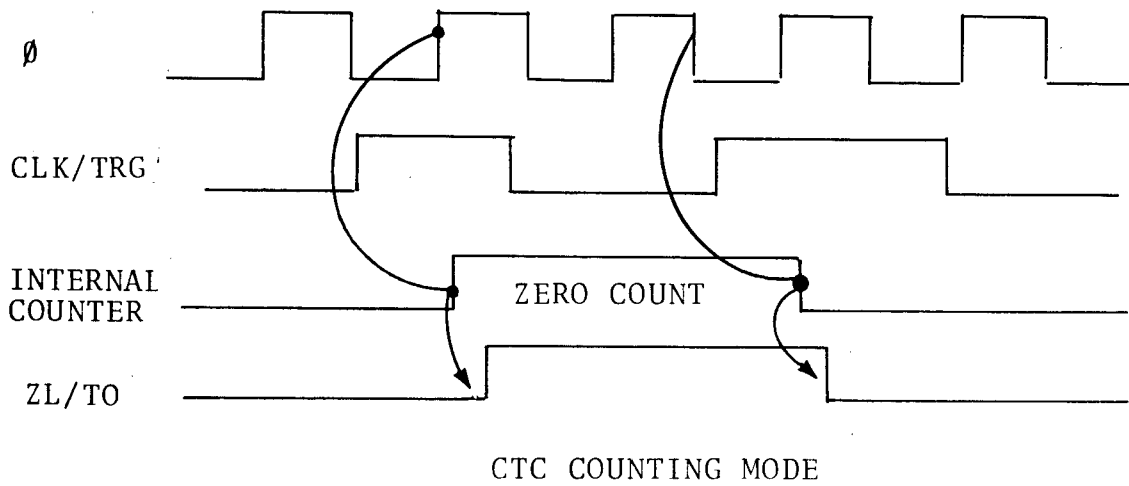 ø
CLK/TRG
INTERNAL
COUNTER
ZERO COUNT
ZL/TO
CTC COUNTING MODE